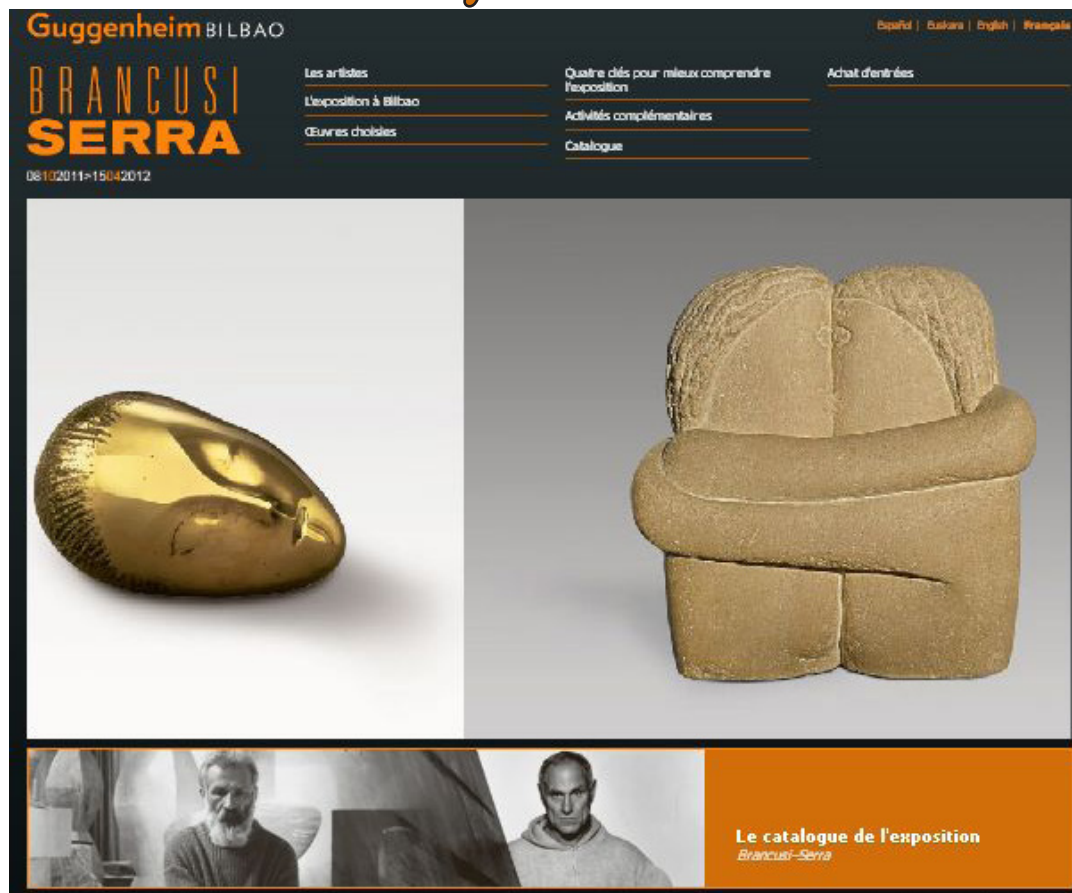 Guggenheim BILBAO
Español | Euskara | English | Français
BRANCUSI
SERRA
08102011>15042012
Les artistes
L'exposition à Bilbao
Œuvres choisies
Quatre clés pour mieux comprendre
l'exposition
Activités complémentaires
Catalogue
Achat d'entrées
Le catalogue de l'exposition
Brancusi-Serra